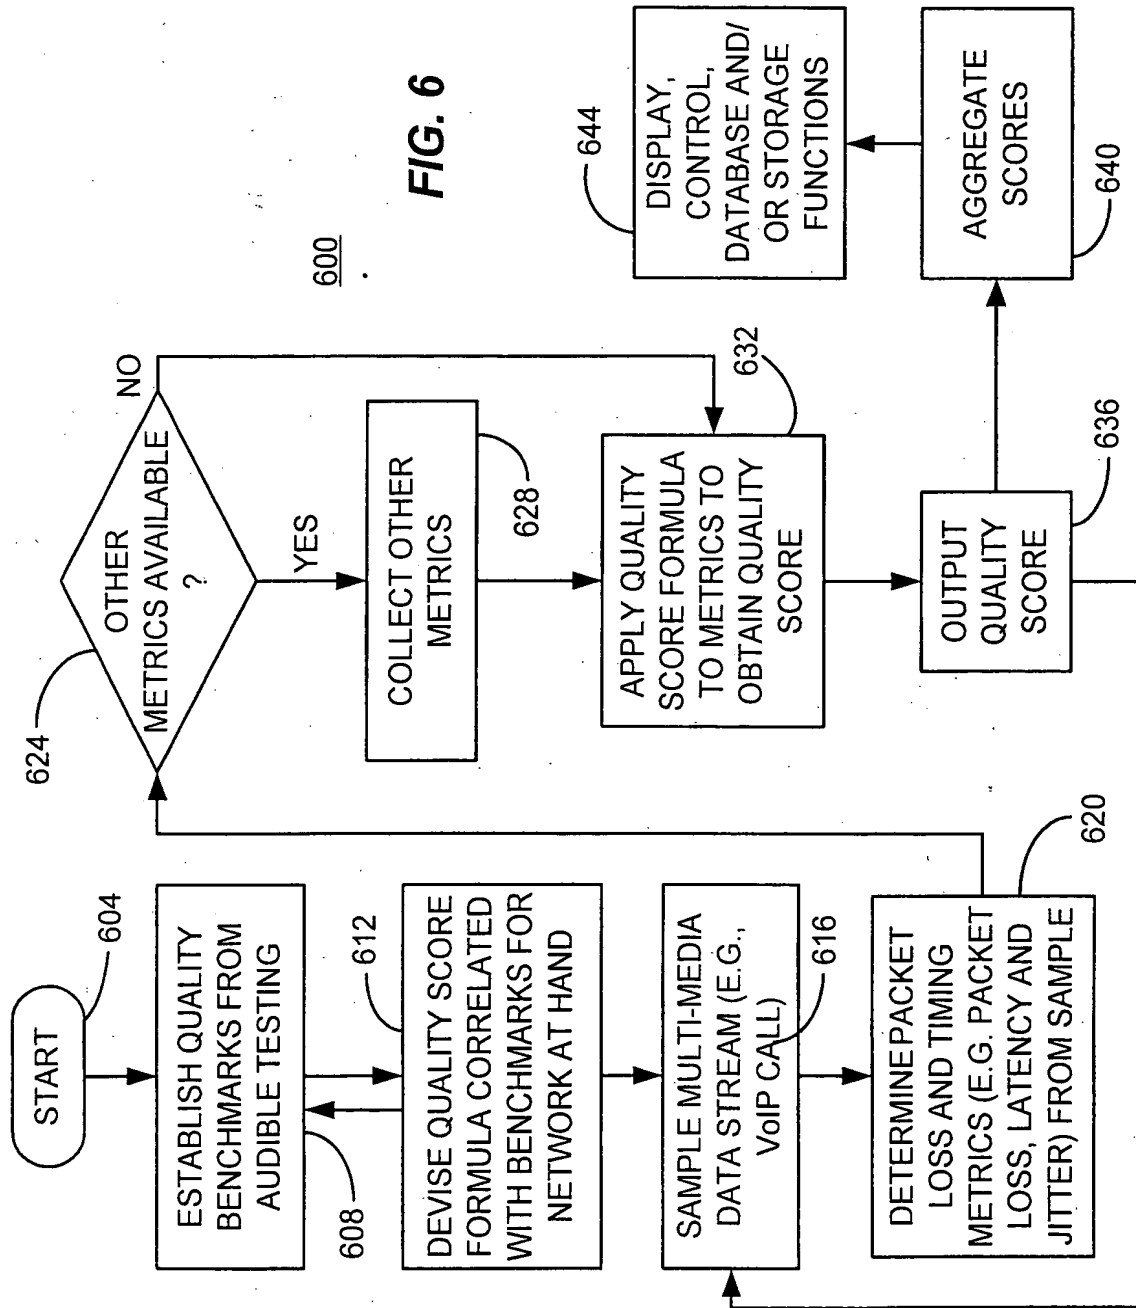 START
604
ESTABLISH QUALITY
BENCHMARKS FROM
AUDIBLE TESTING
608
DEVISE QUALITY SCORE
FORMULA CORRELATED
WITH BENCHMARKS FOR
NETWORK AT HAND
612
SAMPLE MULTI-MEDIA
DATA STREAM (E.G.,
VoIP CALL)
616
DETERMINE PACKET
LOSS AND TIMING
METRICS (E.G. PACKET
LOSS, LATENCY AND
JITTER) FROM SAMPLE
620
624
OTHER
METRICS AVAILABLE
?
NO
YES
COLLECT OTHER
METRICS
628
APPLY QUALITY
SCORE FORMULA
TO METRICS TO
OBTAIN QUALITY
SCORE
632
OUTPUT
QUALITY
SCORE
636
AGGREGATE
SCORES
640
644
DISPLAY,
CONTROL,
DATABASE AND/
OR STORAGE
FUNCTIONS
600
FIG. 6